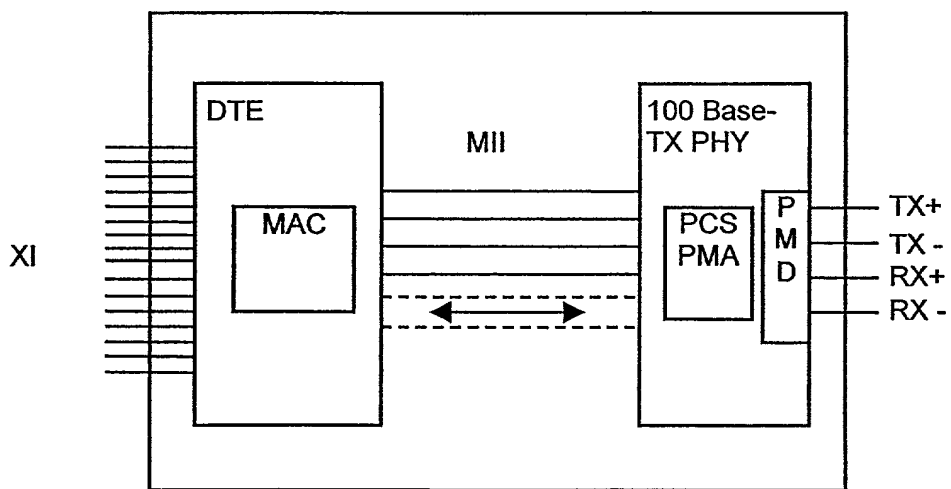 DTE
100 Base-
TX PHY
MII
MAC
PCS
PMA
P
M
D
XI
TX+
TX -
RX+
RX -